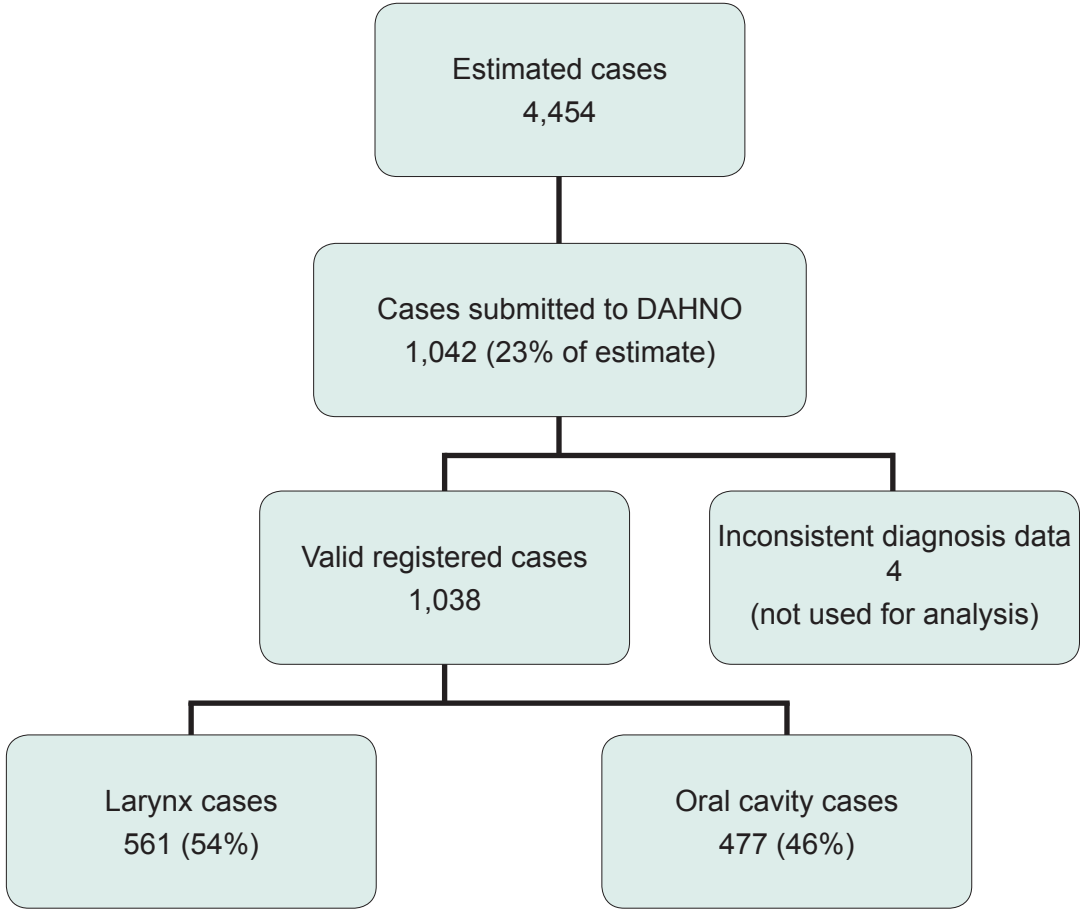 Estimated cases
4,454
Cases submitted to DAHNO
1,042 (23% of estimate)
Valid registered cases
1,038
Inconsistent diagnosis data
4
(not used for analysis)
Larynx cases
561 (54%)
Oral cavity cases
477 (46%)